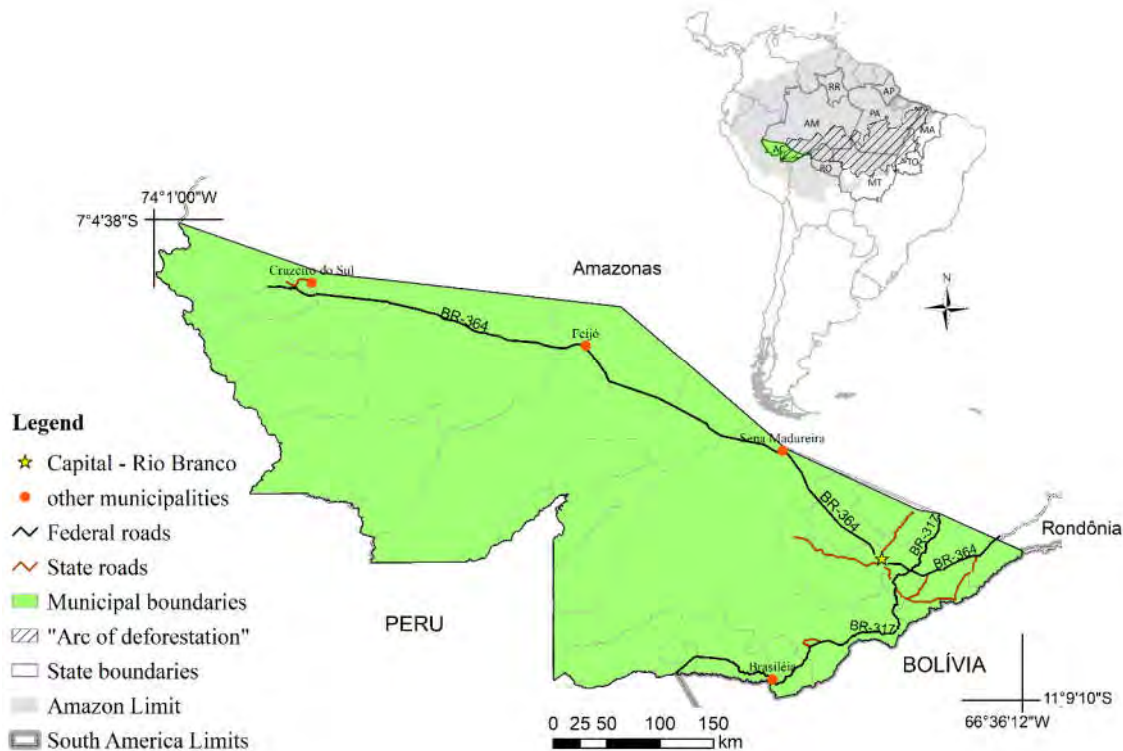 RR
AP
AM
PA
MA
AC
RO
TO
MT
74°1'00"W
7°4'38"S
Cruzeiro do Sul
Amazonas
N
BR-364
Feijó
Legend
Sena Madureira
Capital - Rio Branco
other municipalities
BR-364
BR-317
Rondônia
Federal roads
BR-364
State roads
Municipal boundaries
PERU
"Arc of deforestation"
BR-317
State boundaries
Brasiléia
BOLÍVIA
Amazon Limit
11°9'10"S
66°36'12"W
0 25 50 100 150
km
South America Limits